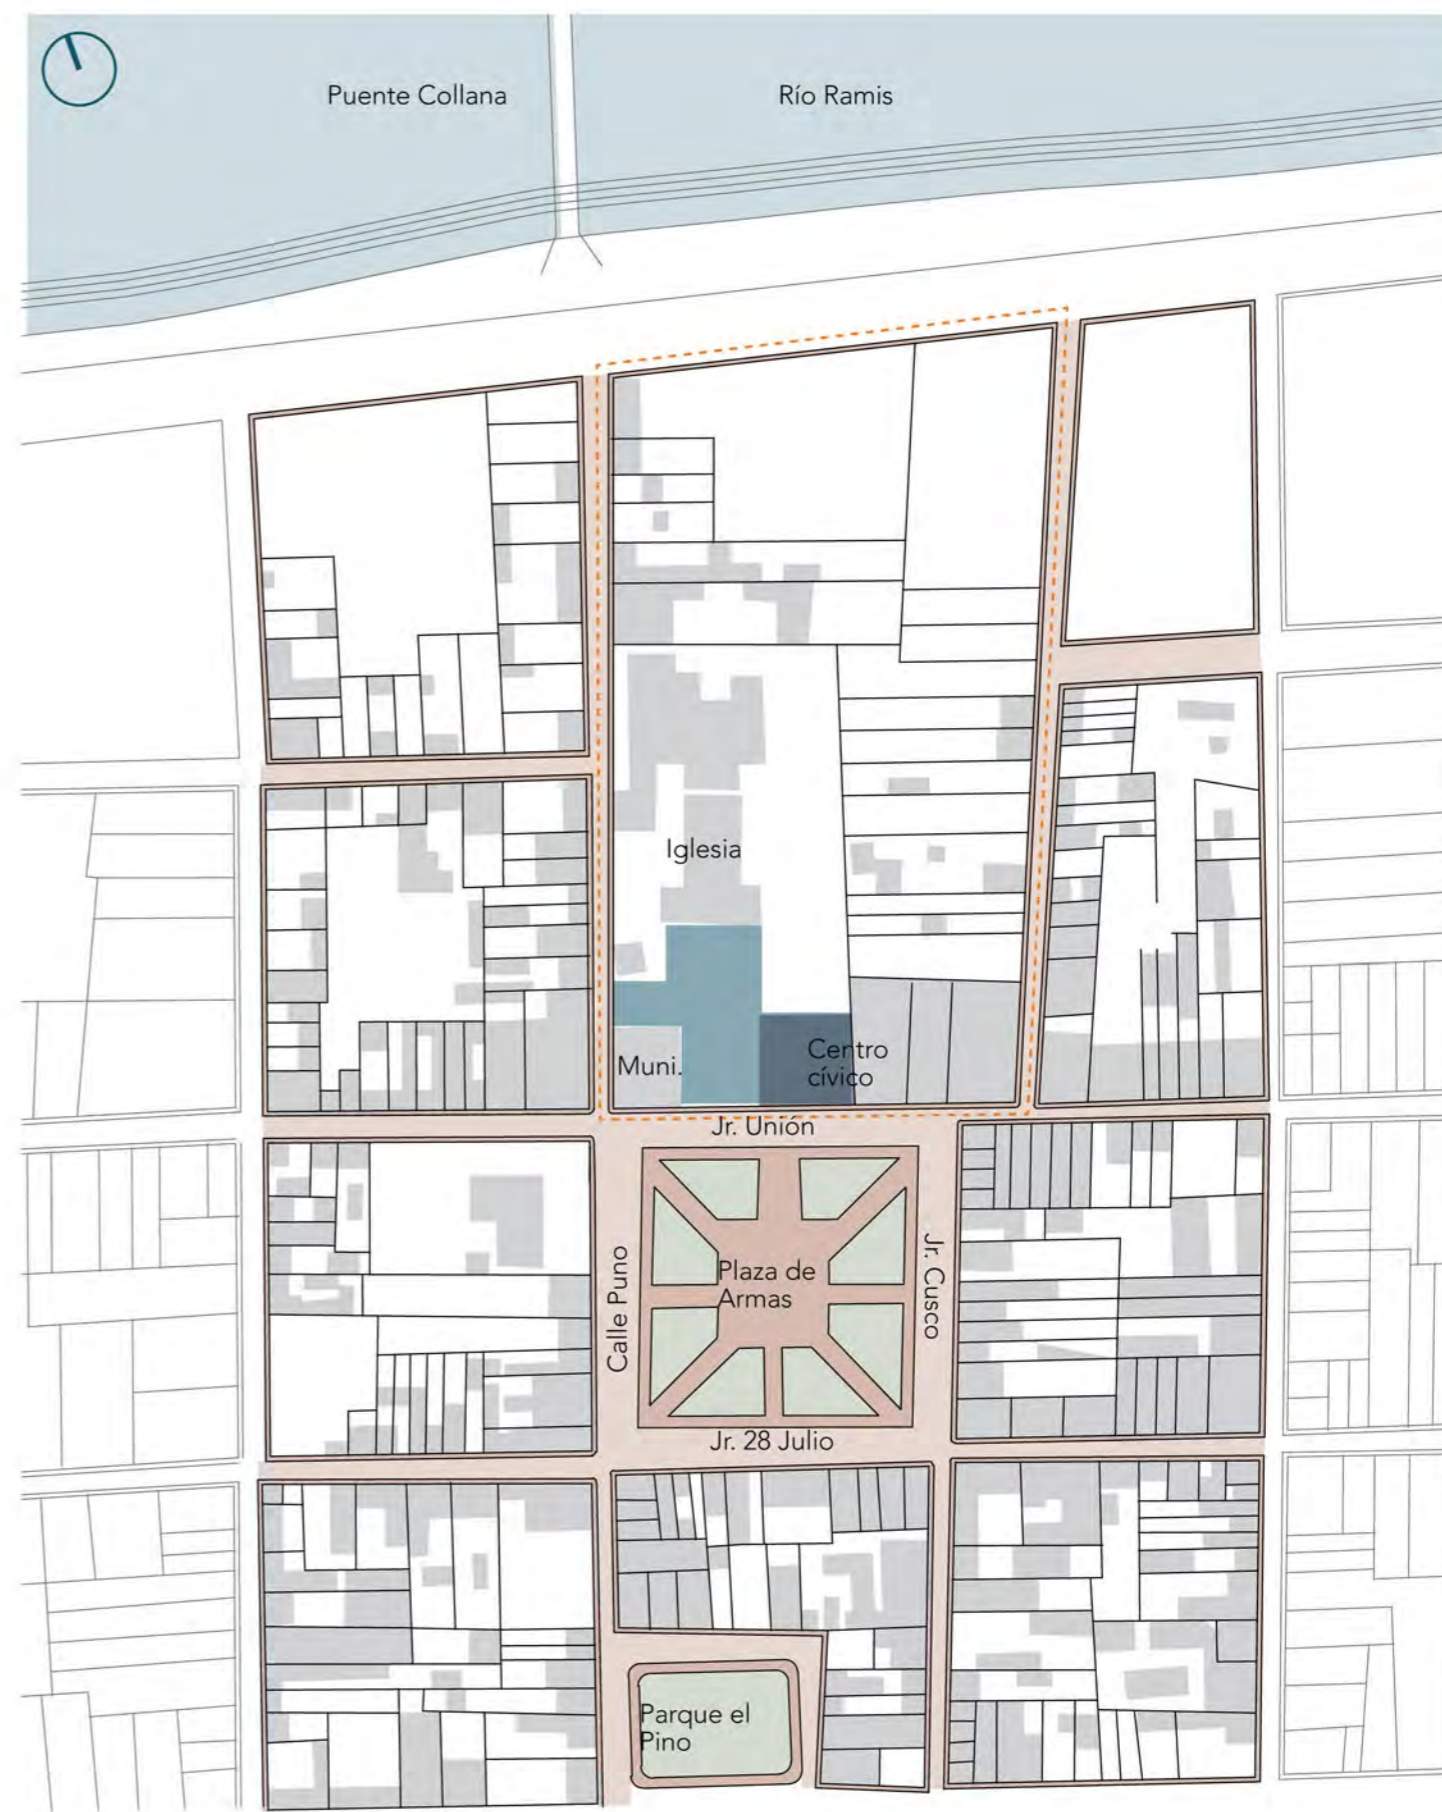 Puente Collana
Río Ramis
Iglesia
Muni.
Centro
cívico
Jr. Unión
Calle Puno
Plaza de
Armas
Jr. Cusco
Jr. 28 Julio
Parque el
Pino